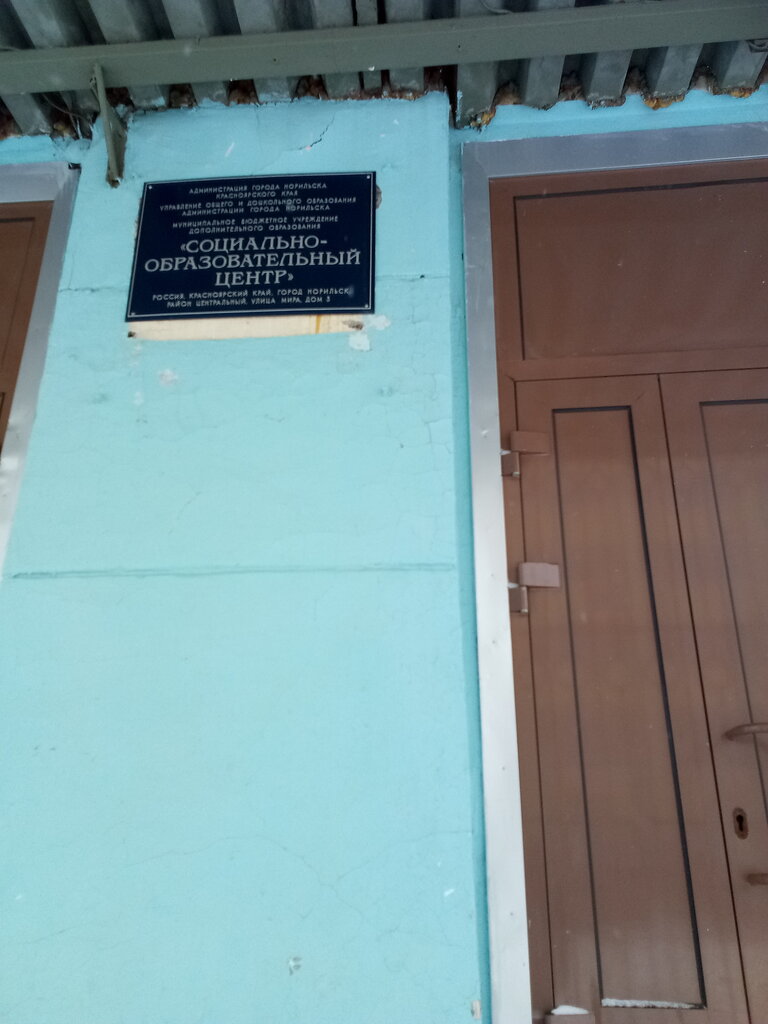 АДМИНИСТРАЦИЯ ГОРОДА НОРИЛЬСКА
КРАСНОЯРСКОГО КРАЯ
УПРАВЛЕНИЕ ОБЩЕГО И ДОШКОЛЬНОГО ОБРАЗОВАНИЯ
АДМИНИСТРАЦИИ ГОРОДА НОРИЛЬСКА
МУНИЦИПАЛЬНОЕ БЮДЖЕТНОЕ УЧРЕЖДЕНИЕ
ДОПОЛНИТЕЛЬНОГО ОБРАЗОВАНИЯ
«СОЦИАЛЬНО-
ОБРАЗОВАТЕЛЬНЫЙ
ЦЕНТР»
РОССИЯ, КРАСНОЯРСКИЙ КРАЙ, ГОРОД НОРИЛЬСК,
РАЙОН ЦЕНТРАЛЬНЫЙ, УЛИЦА МИРА, ДОМ 3